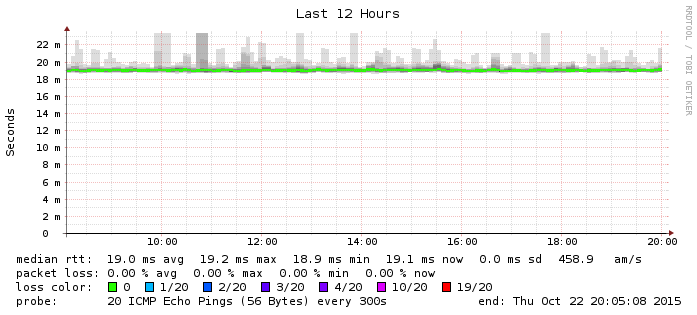 Last 12 Hours
RRDTOOL / TOBI OETIKER
Seconds
22 m
20 m
18 m
16 m
14 m
12 m
10 m
8 m
6 m
4 m
2 m
0
10:00 12:00 14:00 16:00 18:00 20:00
median rtt: 19.0 ms avg 19.2 ms max 18.9 ms min 19.1 ms now 0.0 ms sd 458.9 am/s
packet loss: 0.00 % avg 0.00 % max 0.00 % min 0.00 % now
loss color: 0 1/20 2/20 3/20 4/20 10/20 19/20
probe: 20 ICMP Echo Pings (56 Bytes) every 300s end: Thu Oct 22 20:05:08 2015